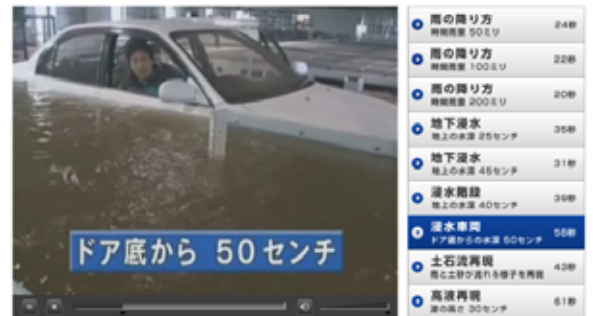 ドア底から 50センチ
雨の降り方
時間雨量 50ミリ
24秒
雨の降り方
時間雨量 100ミリ
22秒
雨の降り方
時間雨量 200ミリ
20秒
地下浸水
地上の水深 25センチ
35秒
地下浸水
地上の水深 45センチ
31秒
浸水階段
地上の水深 40センチ
39秒
浸水車両
ドア底からの水深 50センチ
58秒
土石流再現
雨と土砂が流れる様子を再現
43秒
高波再現
波の高さ 30センチ
61秒